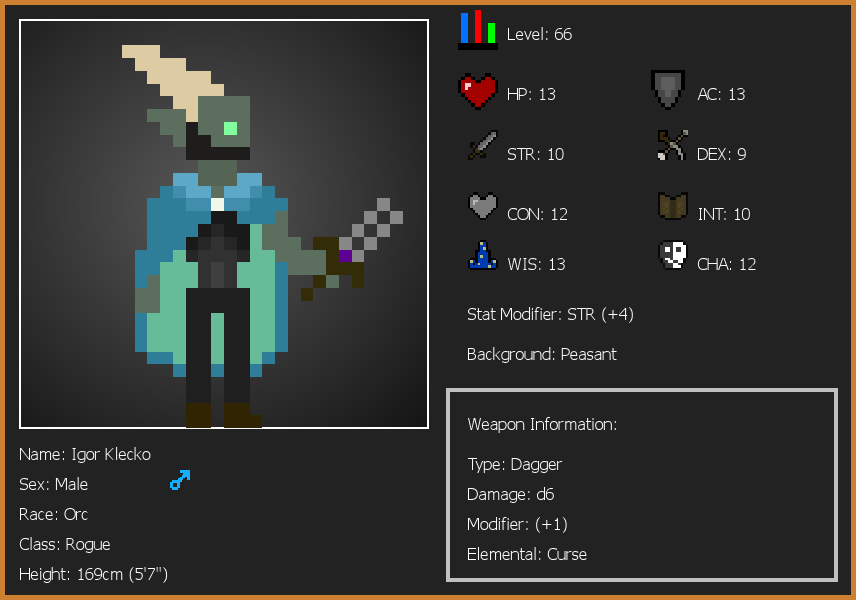 Level: 66
HP: 13
AC: 13
STR: 10
DEX: 9
CON: 12
INT: 10
WIS: 13
CHA: 12
Stat Modifier: STR (+4)
Background: Peasant
Weapon Information:
Type: Dagger
Damage: d6
Modifier: (+1)
Elemental: Curse
Name: Igor Klecko
Sex: Male
Race: Orc
Class: Rogue
Height: 169cm (5'7")